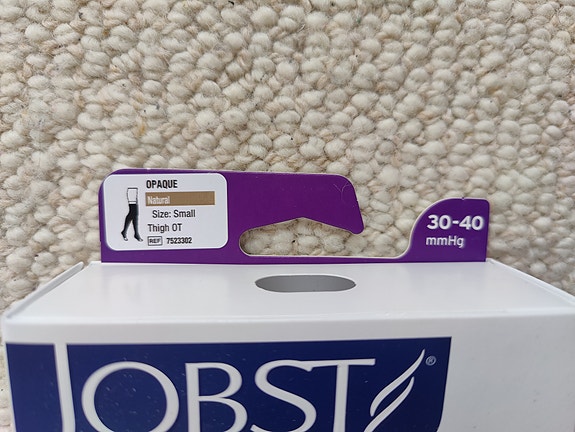 OPAQUE
Natural
Size: Small
Thigh OT
REF 7523302
30-40
mmHg
JOBST®